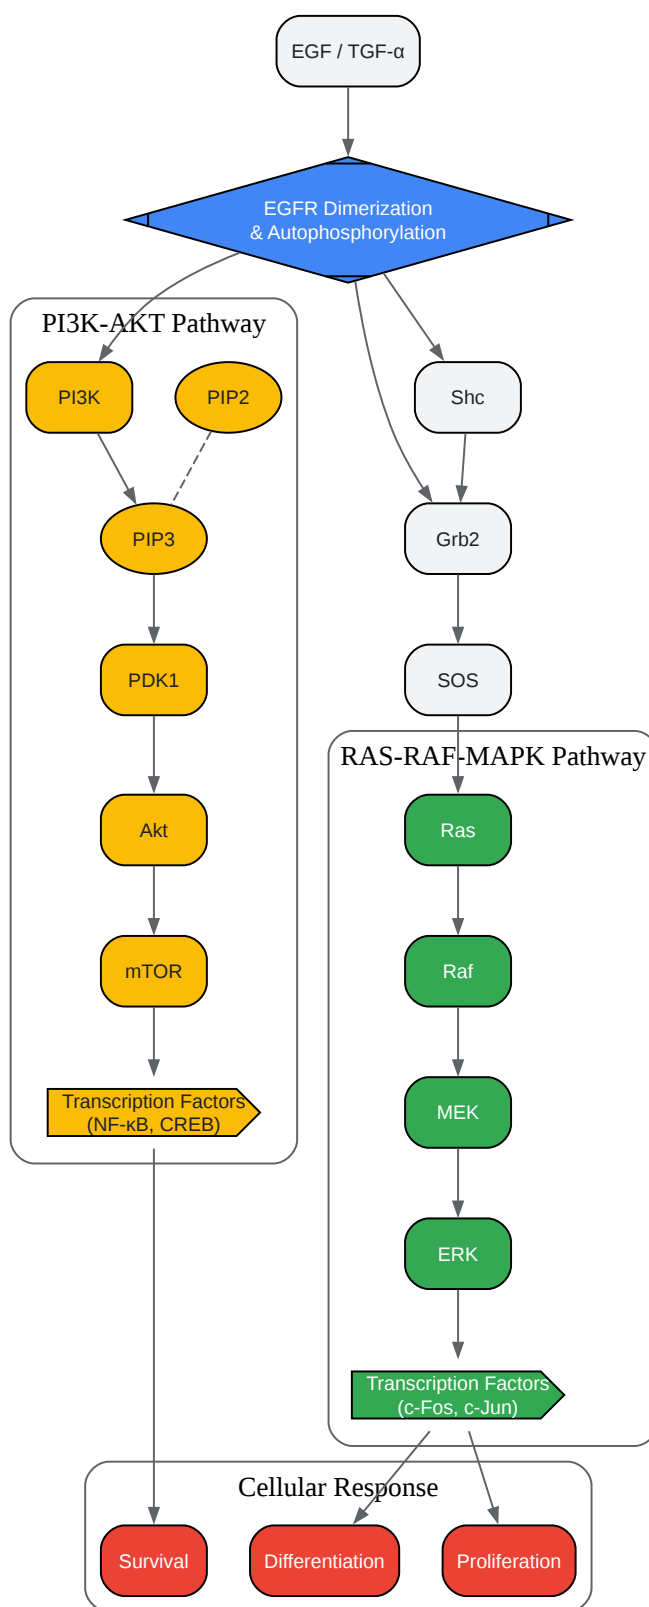 EGF / TGF-α
EGFR Dimerization
& Autophosphorylation
PI3K-AKT Pathway
PI3K
PIP2
Shc
PIP3
Grb2
PDK1
SOS
RAS-RAF-MAPK Pathway
Akt
Ras
mTOR
Raf
Transcription Factors
(NF-κB, CREB)
MEK
ERK
Transcription Factors
(c-Fos, c-Jun)
Cellular Response
Survival
Differentiation
Proliferation